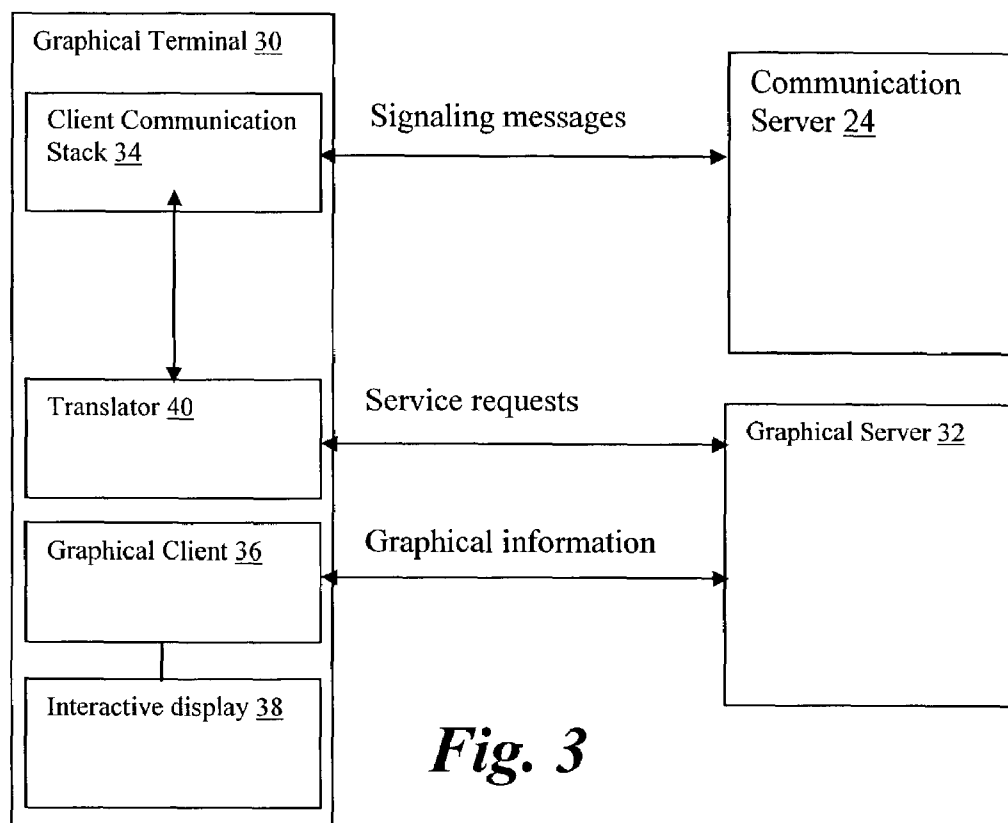 Graphical Terminal 30
Client Communication
Stack 34
Signaling messages
Communication
Server 24
Translator 40
Service requests
Graphical Server 32
Graphical Client 36
Graphical information
Interactive display 38
Fig. 3